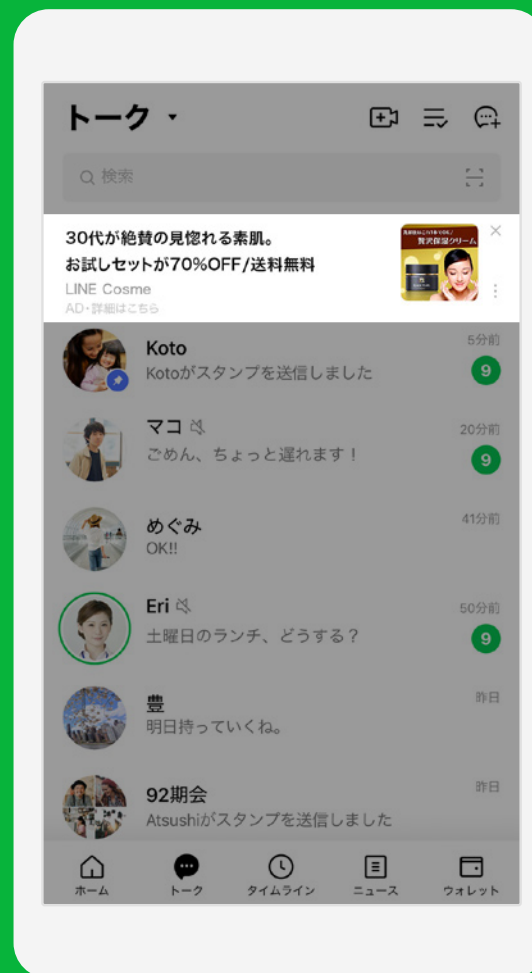 トーク
検索
30代が絶賛の見惚れる素肌。
お試しセットが70%OFF/送料無料
LINE Cosme
AD・詳細はこちら
贅沢保湿クリーム
Koto
Kotoがスタンプを送信しました
5分前
9
マコ
ごめん、ちょっと遅れます！
20分前
9
めぐみ
OK!!
41分前
Eri
土曜日のランチ、どうする？
50分前
9
豊
明日持っていくね。
昨日
92期会
Atsushiがスタンプを送信しました
昨日
ホーム
トーク
タイムライン
ニュース
ウォレット